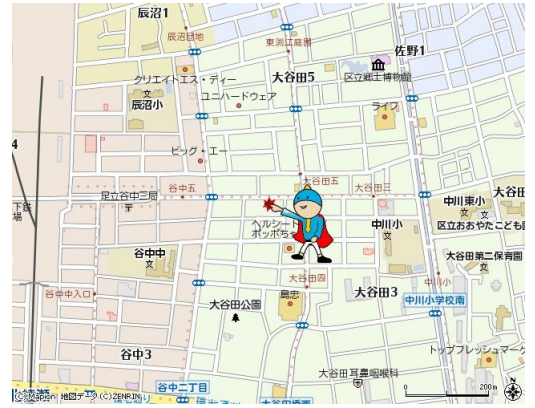 辰沼1
辰沼団地
東渕江庭園
佐野1
クリエイトエス・ディー
辰沼小
文
ユニハードウェア
大谷田5
区立郷土博物館
ライフ
ビッグ・エー
谷中五
大谷田五
大谷田三
足立谷中三局
大谷田
中川東小
文
区立おおやたこども園
ヘルシー
ポッポちゃ
中川小
文
谷中中
文
大谷田第二保育園
大谷田四
大谷田3
中川小
谷中中入口
大谷田公園
島忠
中川小学校南
谷中3
トップフレッシュマーケ
大谷田耳鼻咽喉科
谷中二丁目
0
200m
(C)Mapion 地図データ(C)ZENRIN